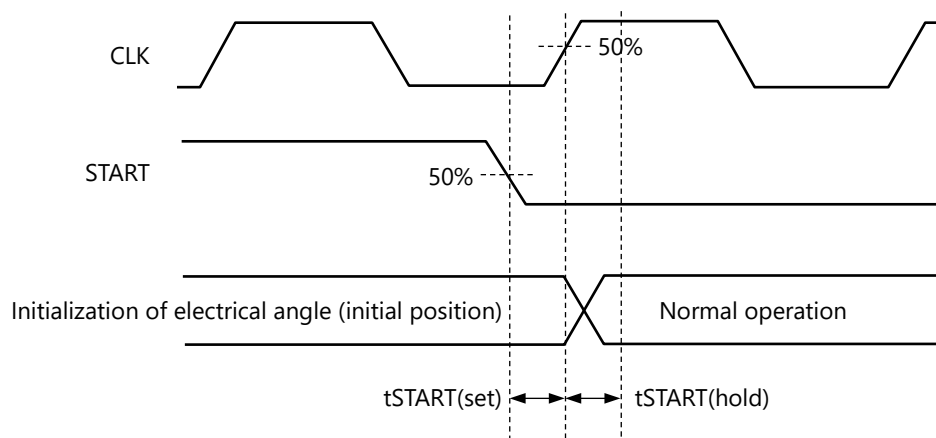 CLK
50%
START
50%
Initialization of electrical angle (initial position)
Normal operation
tSTART(set)
tSTART(hold)